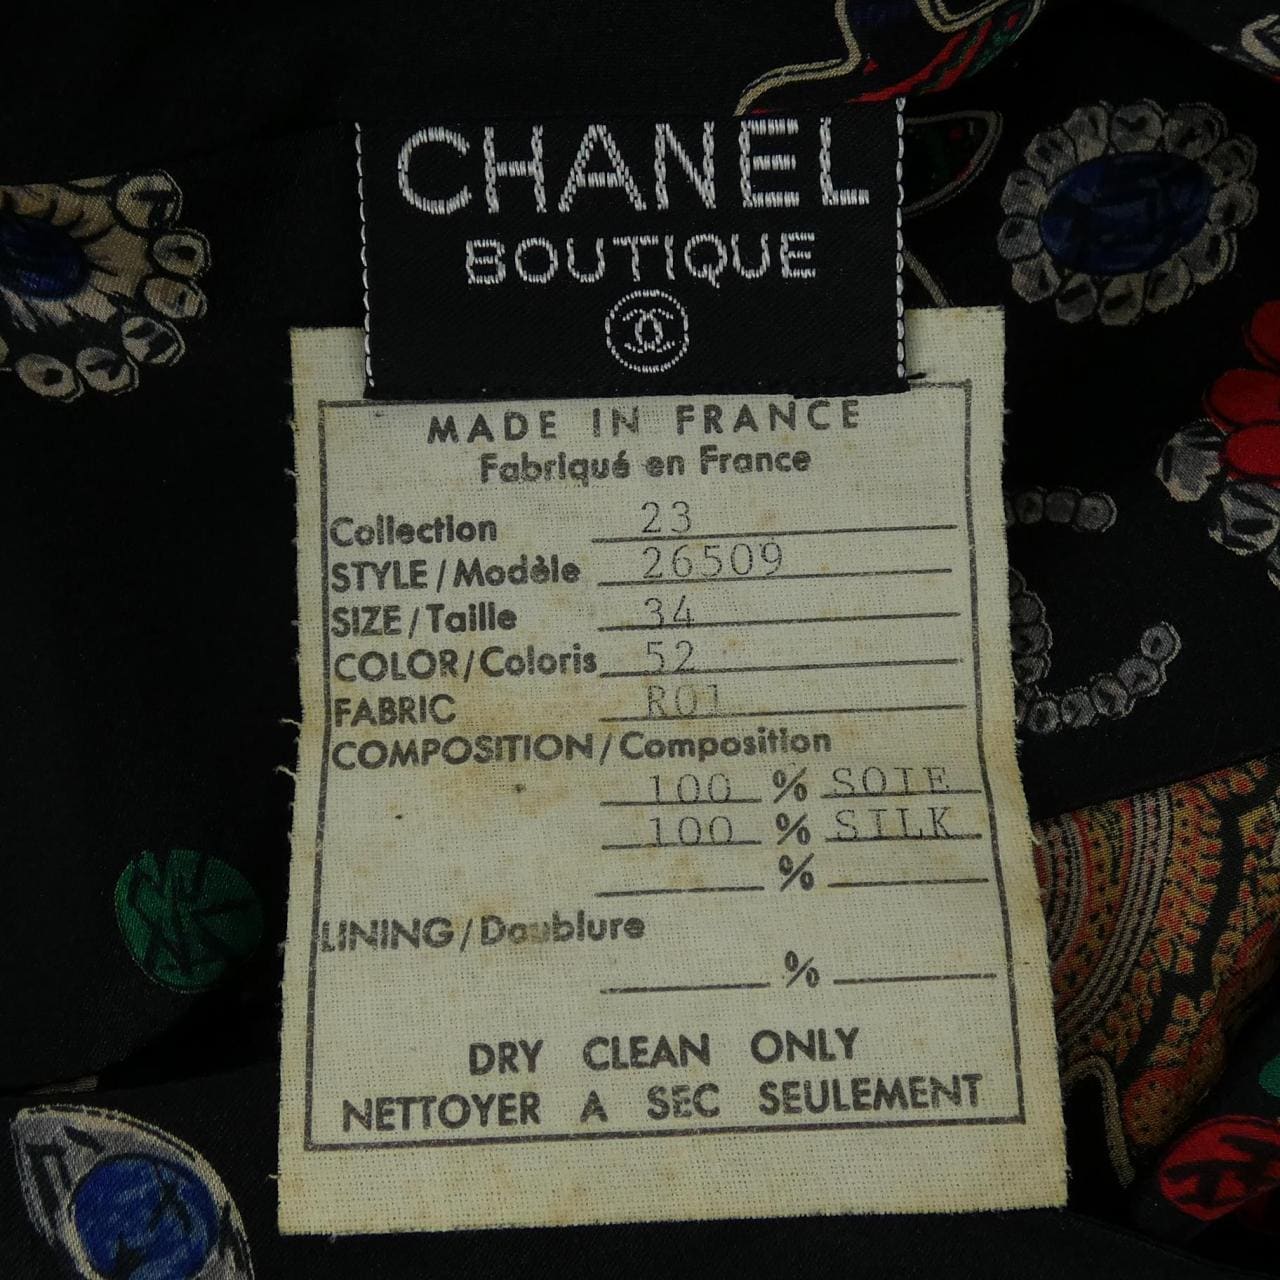 CHANEL
BOUTIQUE
MADE IN FRANCE
Fabriqué en France
Collection 23
STYLE/Modèle 26509
SIZE/Taille 34
COLOR/Coloris 52
FABRIC R01
COMPOSITION/Composition
100 % SOIE
100 % SILK
%
LINING/Doublure
%
DRY CLEAN ONLY
NETTOYER A SEC SEULEMENT